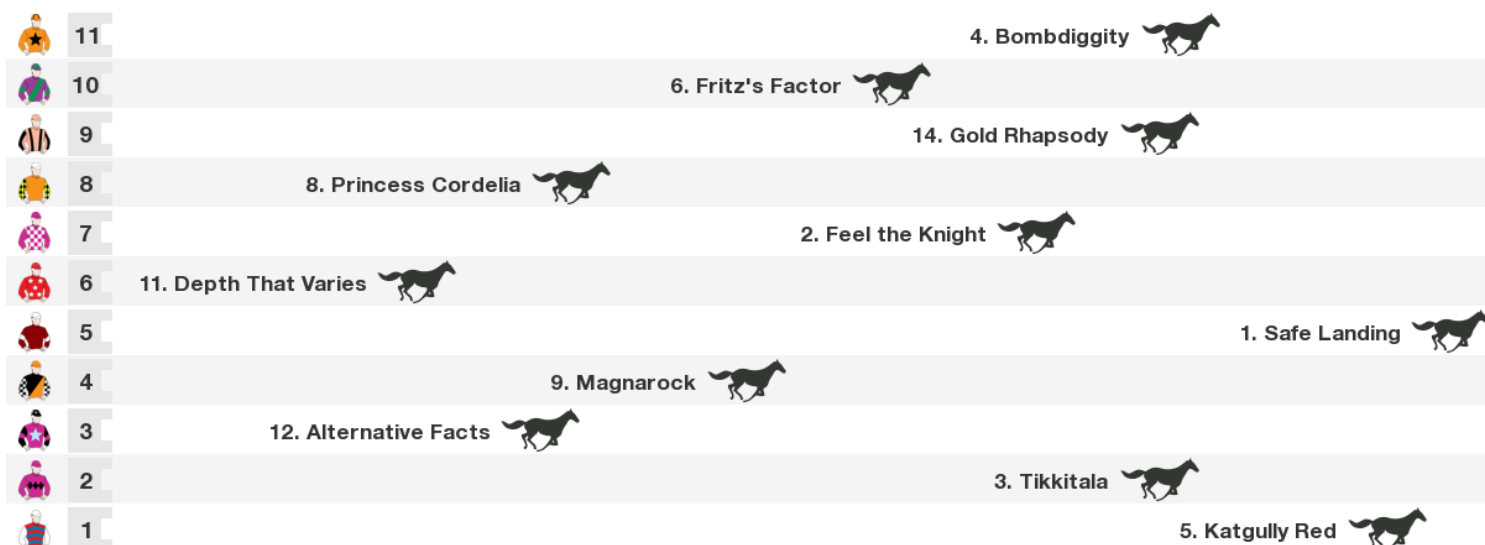 11 4. Bombdiggity
10 6. Fritz's Factor
9 14. Gold Rhapsody
8 8. Princess Cordelia
7 2. Feel the Knight
6 11. Depth That Varies
5 1. Safe Landing
4 9. Magnarock
3 12. Alternative Facts
2 3. Tikkitala
1 5. Katgully Red